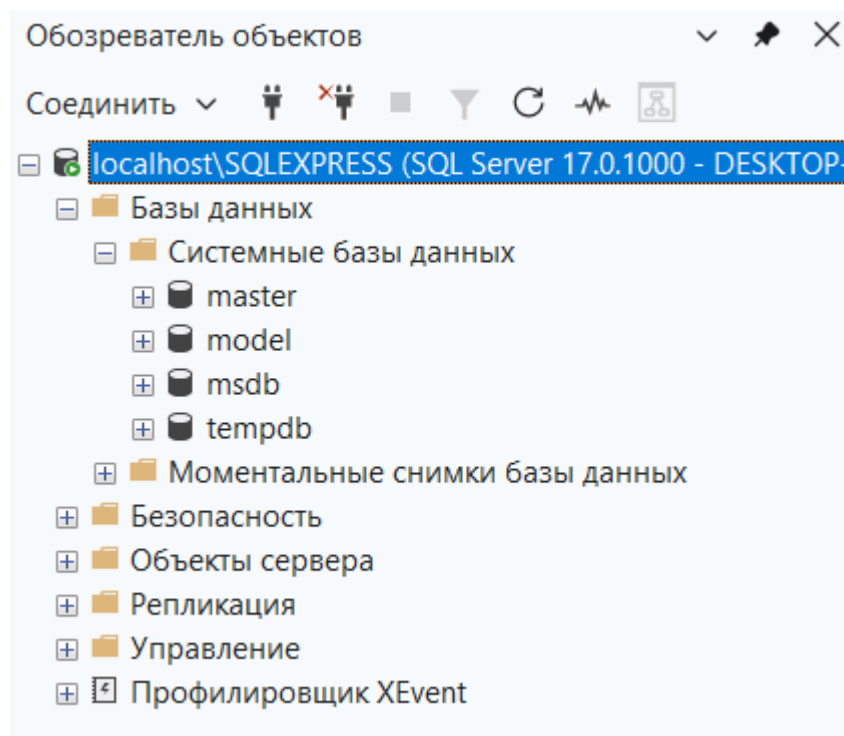 Обозреватель объектов
Соединить
localhost\SQLEXPRESS (SQL Server 17.0.1000 - DESKTOP-
Базы данных
Системные базы данных
master
model
msdb
tempdb
Моментальные снимки базы данных
Безопасность
Объекты сервера
Репликация
Управление
Профилировщик XEvent